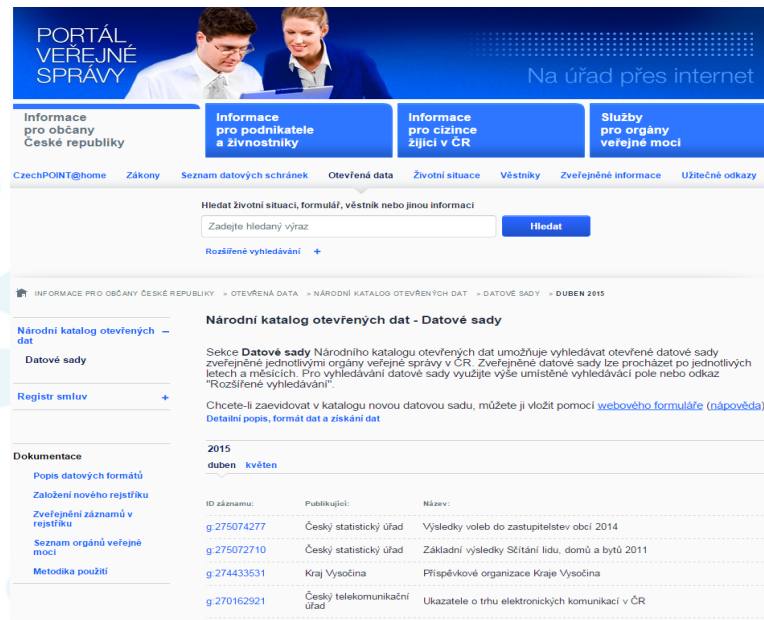 PORTÁL
VEŘEJNÉ
SPRÁVY
Na úřad přes internet
Informace
pro občany
České republiky
Informace
pro podnikatele
a živnostníky
Informace
pro cizince
žijící v ČR
Služby
pro orgány
veřejné moci
CzechPOINT@home Zákony Seznam datových schránek Otevřená data Životní situace Věstníky Zveřejněné informace Užitečné odkazy
Hledat životní situaci, formulář, věstník nebo jinou informaci
Zadejte hledaný výraz Hledat
Rozšířené vyhledávání +
INFORMACE PRO OBČANY ČESKÉ REPUBLIKY » OTEVŘENÁ DATA » NÁRODNÍ KATALOG OTEVŘENÝCH DAT » DATOVÉ SADY » DUBEN 2015
Národní katalog otevřených –
dat
Datové sady
Registr smluv +
Dokumentace
Popis datových formátů
Založení nového rejstříku
Zveřejnění záznamů v
rejstříku
Seznam orgánů veřejné
moci
Metodika použití
Národní katalog otevřených dat - Datové sady
Sekce Datové sady Národního katalogu otevřených dat umožňuje vyhledávat otevřené datové sady
zveřejněné jednotlivými orgány veřejné správy v ČR. Zveřejněné datové sady lze procházet po jednotlivých
letech a měsících. Pro vyhledávání datové sady využijte výše umístěné vyhledávácí pole nebo odkaz
"Rozšířené vyhledávání".
Chcete-li zaevidovat v katalogu novou datovou sadu, můžete ji vložit pomocí webového formuláře (nápověda)
Detailní popis, formát dat a získání dat
2015
duben květen
ID záznamu: Publikující: Název:
g:275074277 Český statistický úřad Výsledky voleb do zastupitelstev obcí 2014
g:275072710 Český statistický úřad Základní výsledky Sčítání lidu, domů a bytů 2011
g:274433531 Kraj Vysočina Příspěvkové organizace Kraje Vysočina
g:270162921 Český telekomunikační
úřad Ukazatele o trhu elektronických komunikací v ČR